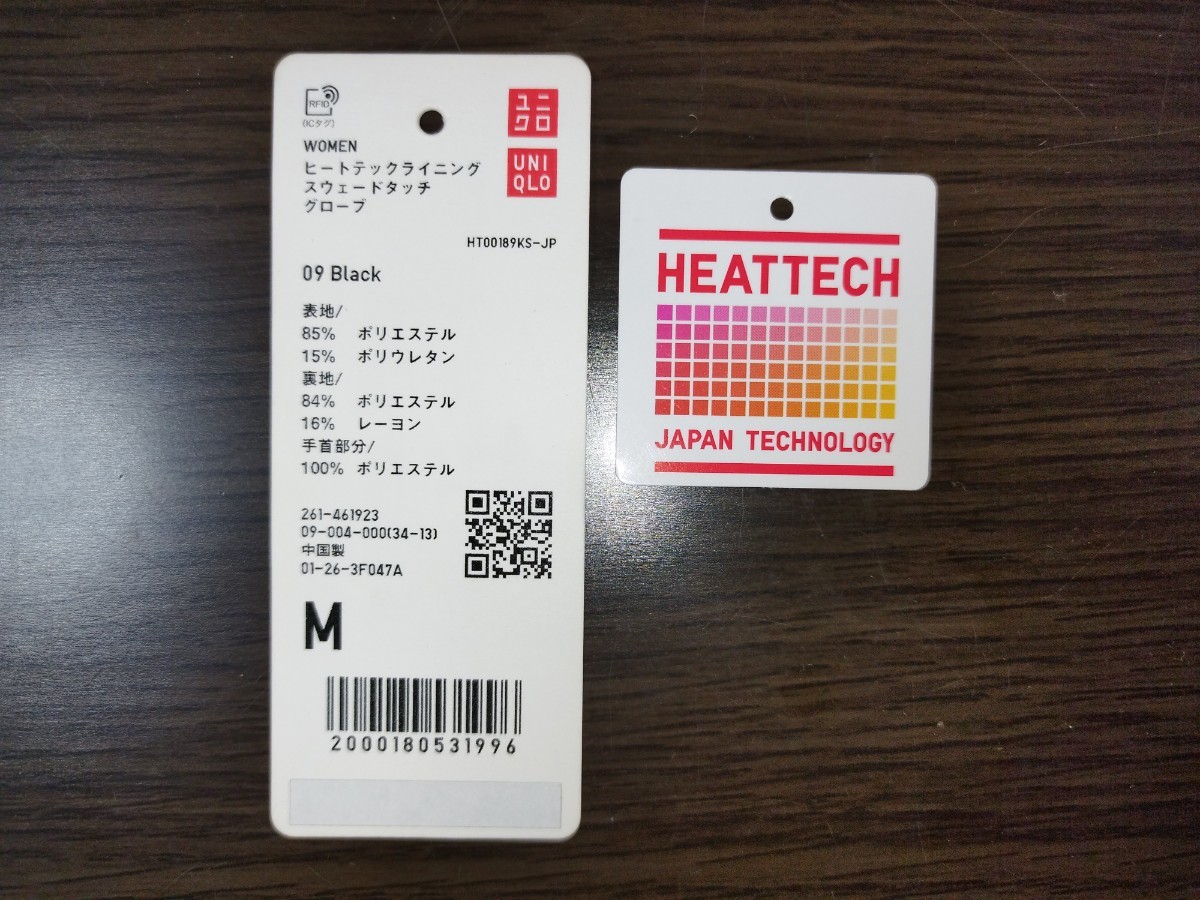 RFID
(ICタグ)
ユニ
クロ
UNI
QLO
WOMEN
ヒートテックライニング
スウェードタッチ
グローブ
HT00189KS-JP
09 Black
表地/
85% ポリエステル
15% ポリウレタン
裏地/
84% ポリエステル
16% レーヨン
手首部分/
100% ポリエステル
261-461923
09-004-000(34-13)
中国製
01-26-3F047A
M
2000180531996
HEATTECH
JAPAN TECHNOLOGY